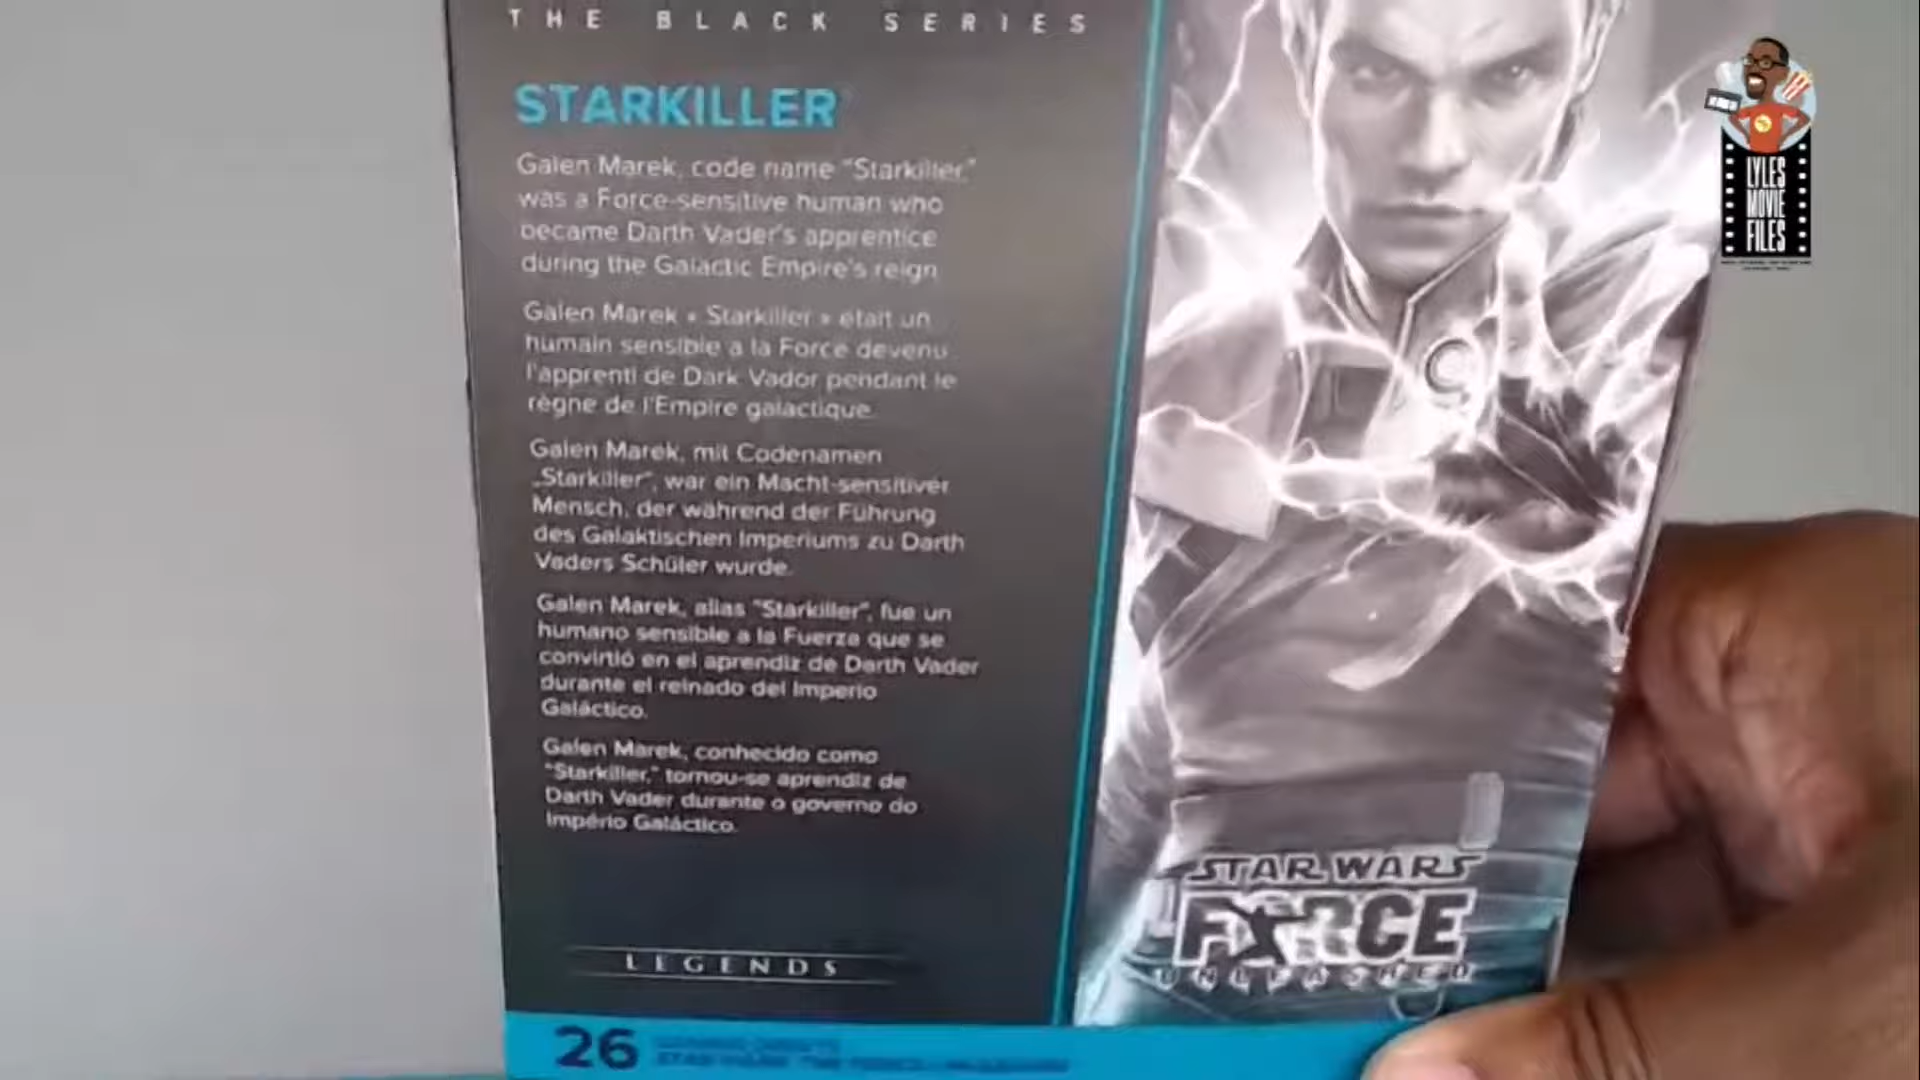 THE BLACK SERIES
STARKILLER
Galen Marek, code name "Starkiller,"
was a Force-sensitive human who
became Darth Vader's apprentice
during the Galactic Empire's reign.
Galen Marek « Starkiller » était un
humain sensible à la Force devenu
l'apprenti de Dark Vador pendant le
règne de l'Empire galactique.
Galen Marek, mit Codenamen
„Starkiller", war ein Macht-sensitiver
Mensch, der während der Führung
des Galaktischen Imperiums zu Darth
Vaders Schüler wurde.
Galen Marek, alias "Starkiller", fue un
humano sensible a la Fuerza que se
convirtió en el aprendiz de Darth Vader
durante el reinado del Imperio
Galáctico.
Galen Marek, conhecido como
"Starkiller," tornou-se aprendiz de
Darth Vader durante o governo do
Império Galáctico.
LEGENDS
26
STAR WARS
FORCE
UNLEASHED
LYLES
MOVIE
FILES